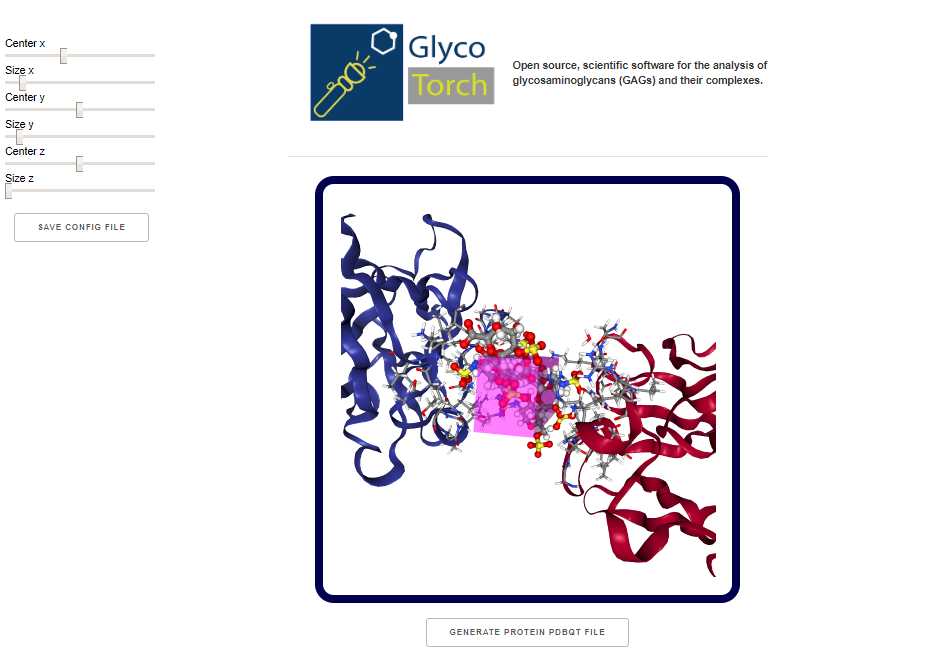 Center x
Size x
Center y
Size y
Center z
Size z
SAVE CONFIG FILE
Glyco
Torch
Open source, scientific software for the analysis of
glycosaminoglycans (GAGs) and their complexes.
GENERATE PROTEIN PDBQT FILE